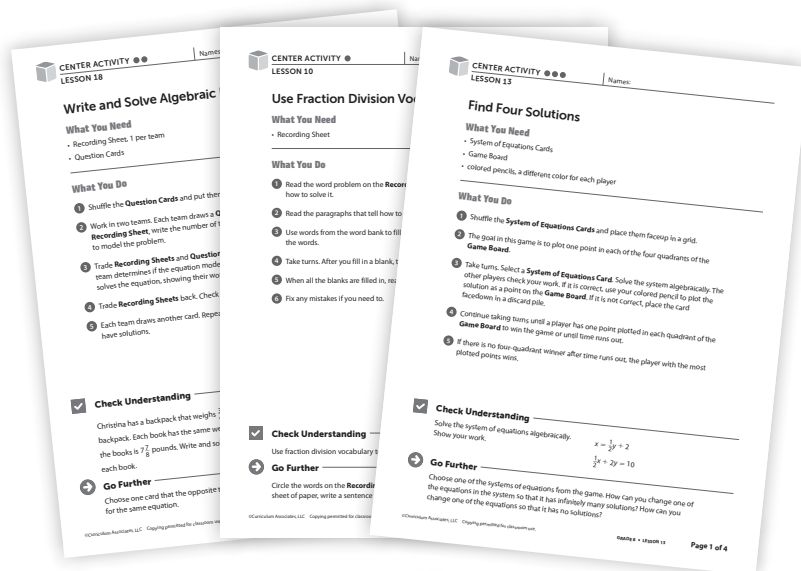 CENTER ACTIVITY ●●
LESSON 18
Names
Write and Solve Algebraic
What You Need
• Recording Sheet, 1 per team
• Question Cards
What You Do
1 Shuffle the Question Cards and put
2 Work in two teams. Each team draws a
Recording Sheet, write the number of
to model the problem.
3 Trade Recording Sheets and
team determines if the equation
solves the equation, showing their
4 Trade Recording Sheets back. Check
5 Each team draws another card.
have solutions.
Check Understanding
Christina has a backpack that weighs
backpack. Each book has the same
the books is 7 7/8 pounds. Write and
each book.
Go Further
Choose one card that the opposite
for the same equation.
©Curriculum Associates, LLC Copying permitted for classroom
CENTER ACTIVITY ●
LESSON 10
Use Fraction Division
What You Need
• Recording Sheet
What You Do
1 Read the word problem on the
how to solve it.
2 Read the paragraphs that tell how to
3 Use words from the word bank to fill
the words.
4 Take turns. After you fill in a blank,
5 When all the blanks are filled in,
6 Fix any mistakes if you need to.
Check Understanding
Use fraction division vocabulary
Go Further
Circle the words on the
sheet of paper, write a sentence
©Curriculum Associates, LLC Copying permitted for
CENTER ACTIVITY ●●●
LESSON 13
Names:
Find Four Solutions
What You Need
• System of Equations Cards
• Game Board
• colored pencils, a different color for each player
What You Do
1 Shuffle the System of Equations Cards and place them faceup in a grid.
2 The goal in this game is to plot one point in each of the four quadrants of the
Game Board.
3 Take turns. Select a System of Equations Card. Solve the system algebraically. The
other players check your work. If it is correct, use your colored pencil to plot the
solution as a point on the Game Board. If it is not correct, place the card
facedown in a discard pile.
4 Continue taking turns until a player has one point plotted in each quadrant of the
Game Board to win the game or until time runs out.
5 If there is no four-quadrant winner after time runs out, the player with the most
plotted points wins.
Check Understanding
Solve the system of equations algebraically.
Show your work.
x = 1/2y + 2
1/2x + 2y = 10
Go Further
Choose one of the systems of equations from the game. How can you change one of
the equations in the system so that it has infinitely many solutions? How can you
change one of the equations so that it has no solutions?
©Curriculum Associates, LLC Copying permitted for classroom use.
GRADE 8 • LESSON 13
Page 1 of 4